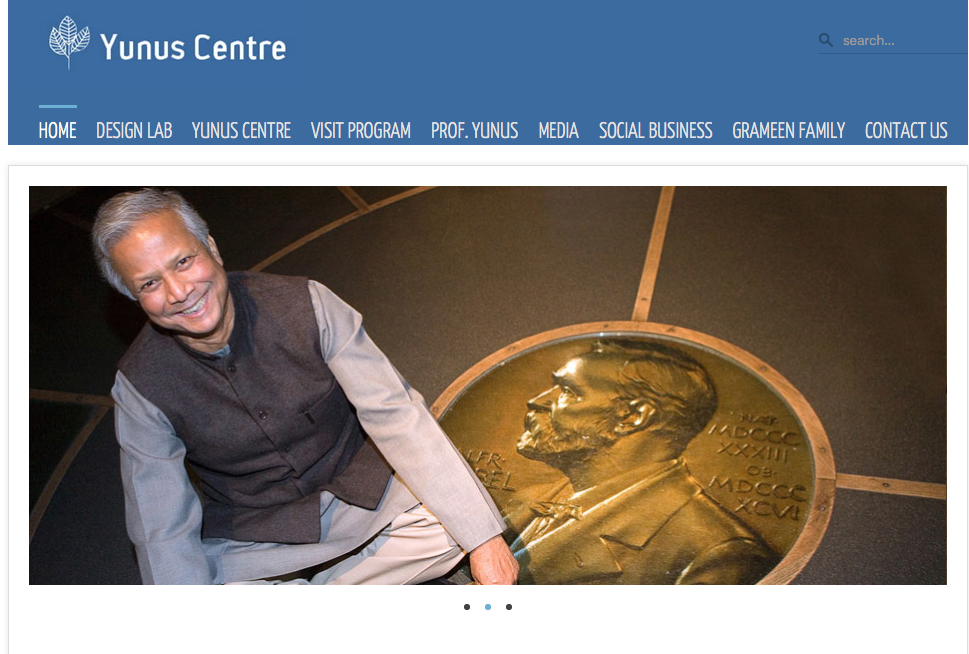 Yunus Centre
search...
HOME DESIGN LAB YUNUS CENTRE VISIT PROGRAM PROF. YUNUS MEDIA SOCIAL BUSINESS GRAMEEN FAMILY CONTACT US
NAT.
MDCCC
XXXIII
OB.
MDCCC
XCVI